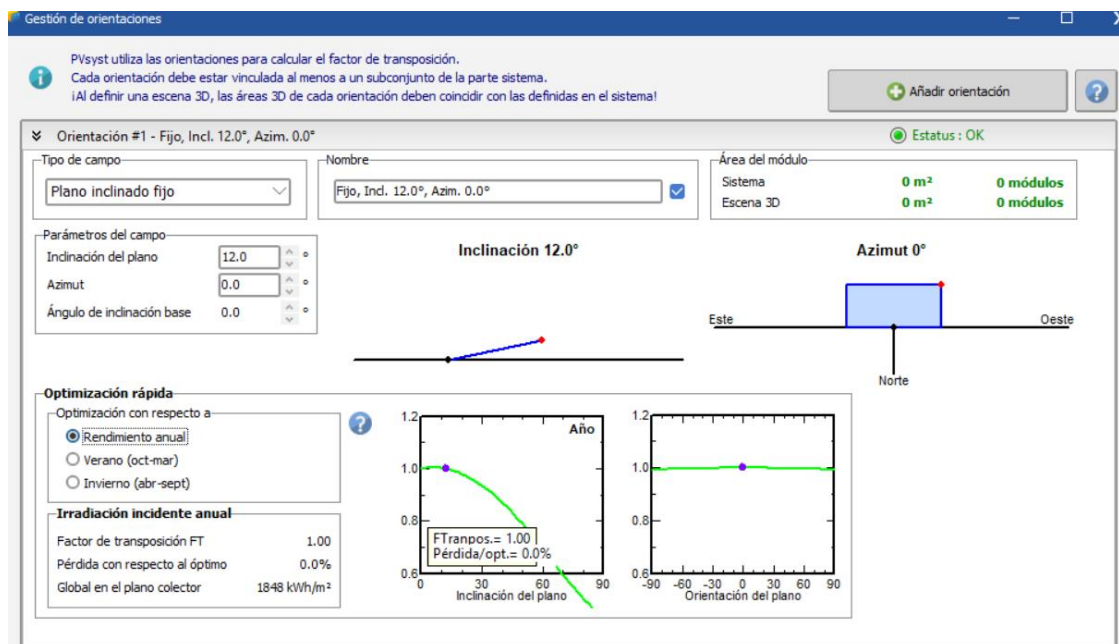 Gestión de orientaciones
PVsyst utiliza las orientaciones para calcular el factor de transposición.
Cada orientación debe estar vinculada al menos a un subconjunto de la parte sistema.
¡Al definir una escena 3D, las áreas 3D de cada orientación deben coincidir con las definidas en el sistema!
Añadir orientación
Orientación #1 - Fijo, Incl. 12.0°, Azim. 0.0°
Estatus : OK
Tipo de campo
Plano inclinado fijo
Nombre
Fijo, Incl. 12.0°, Azim. 0.0°
Área del módulo
Sistema 0 m² 0 módulos
Escena 3D 0 m² 0 módulos
Parámetros del campo
Inclinación del plano 12.0 °
Azimut 0.0 °
Ángulo de inclinación base 0.0 °
Inclinación 12.0°
Azimut 0°
Este
Oeste
Norte
Optimización rápida
Optimización con respecto a
Rendimiento anual
Verano (oct-mar)
Invierno (abr-sept)
Irradiación incidente anual
Factor de transposición FT 1.00
Pérdida con respecto al óptimo 0.0%
Global en el plano colector 1848 kWh/m²
Año
1.2
1.0
0.8
0.6
FTranpos.= 1.00
Pérdida/opt.= 0.0%
0 30 60 90
Inclinación del plano
1.2
1.0
0.8
0.6
-90 -60 -30 0 30 60 90
Orientación del plano